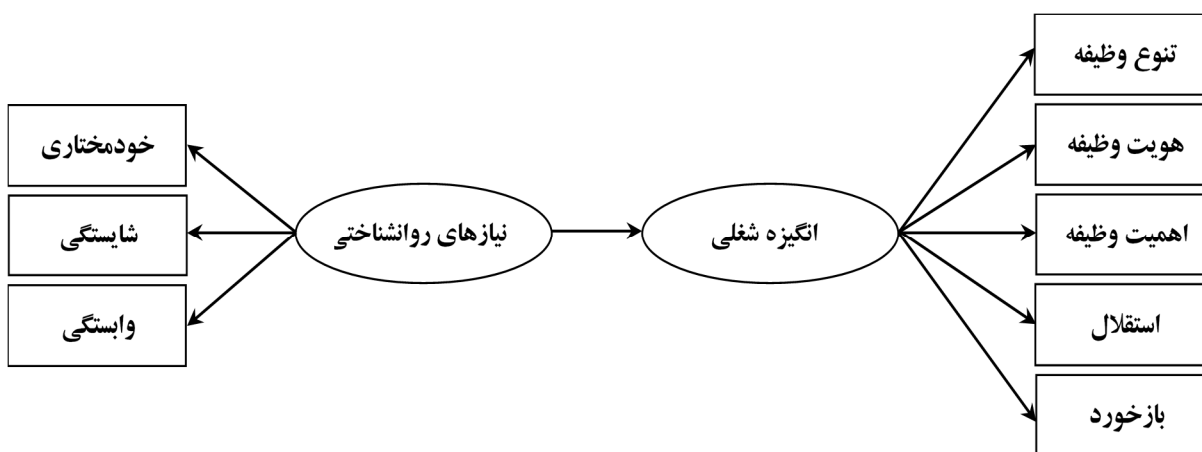 تنوع وظیفه
هویت وظیفه
اهمیت وظیفه
استقلال
بازخورد
انگیزه شغلی
نیازهای روانشناختی
خودمختاری
شایستگی
وابستگی